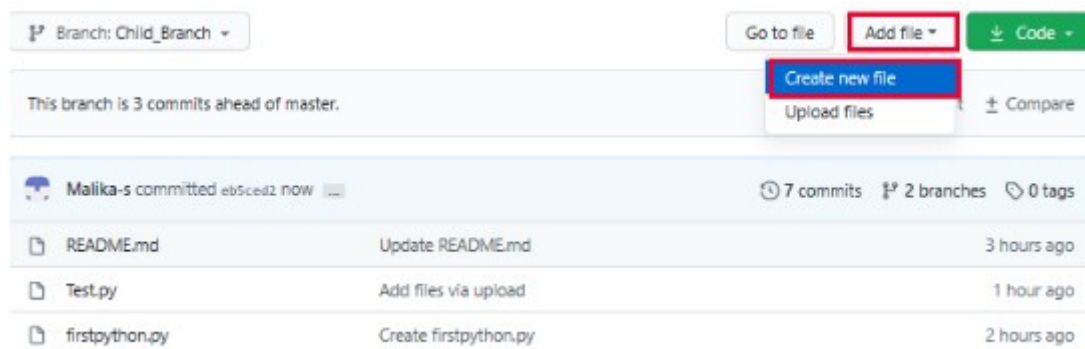 Branch: Child_Branch Go to file Add file Code
Create new file
This branch is 3 commits ahead of master. Compare
Upload files
Malika-s committed eb5ced2 now ... 7 commits 2 branches 0 tags
README.md Update README.md 3 hours ago
Test.py Add files via upload 1 hour ago
firstpython.py Create firstpython.py 2 hours ago